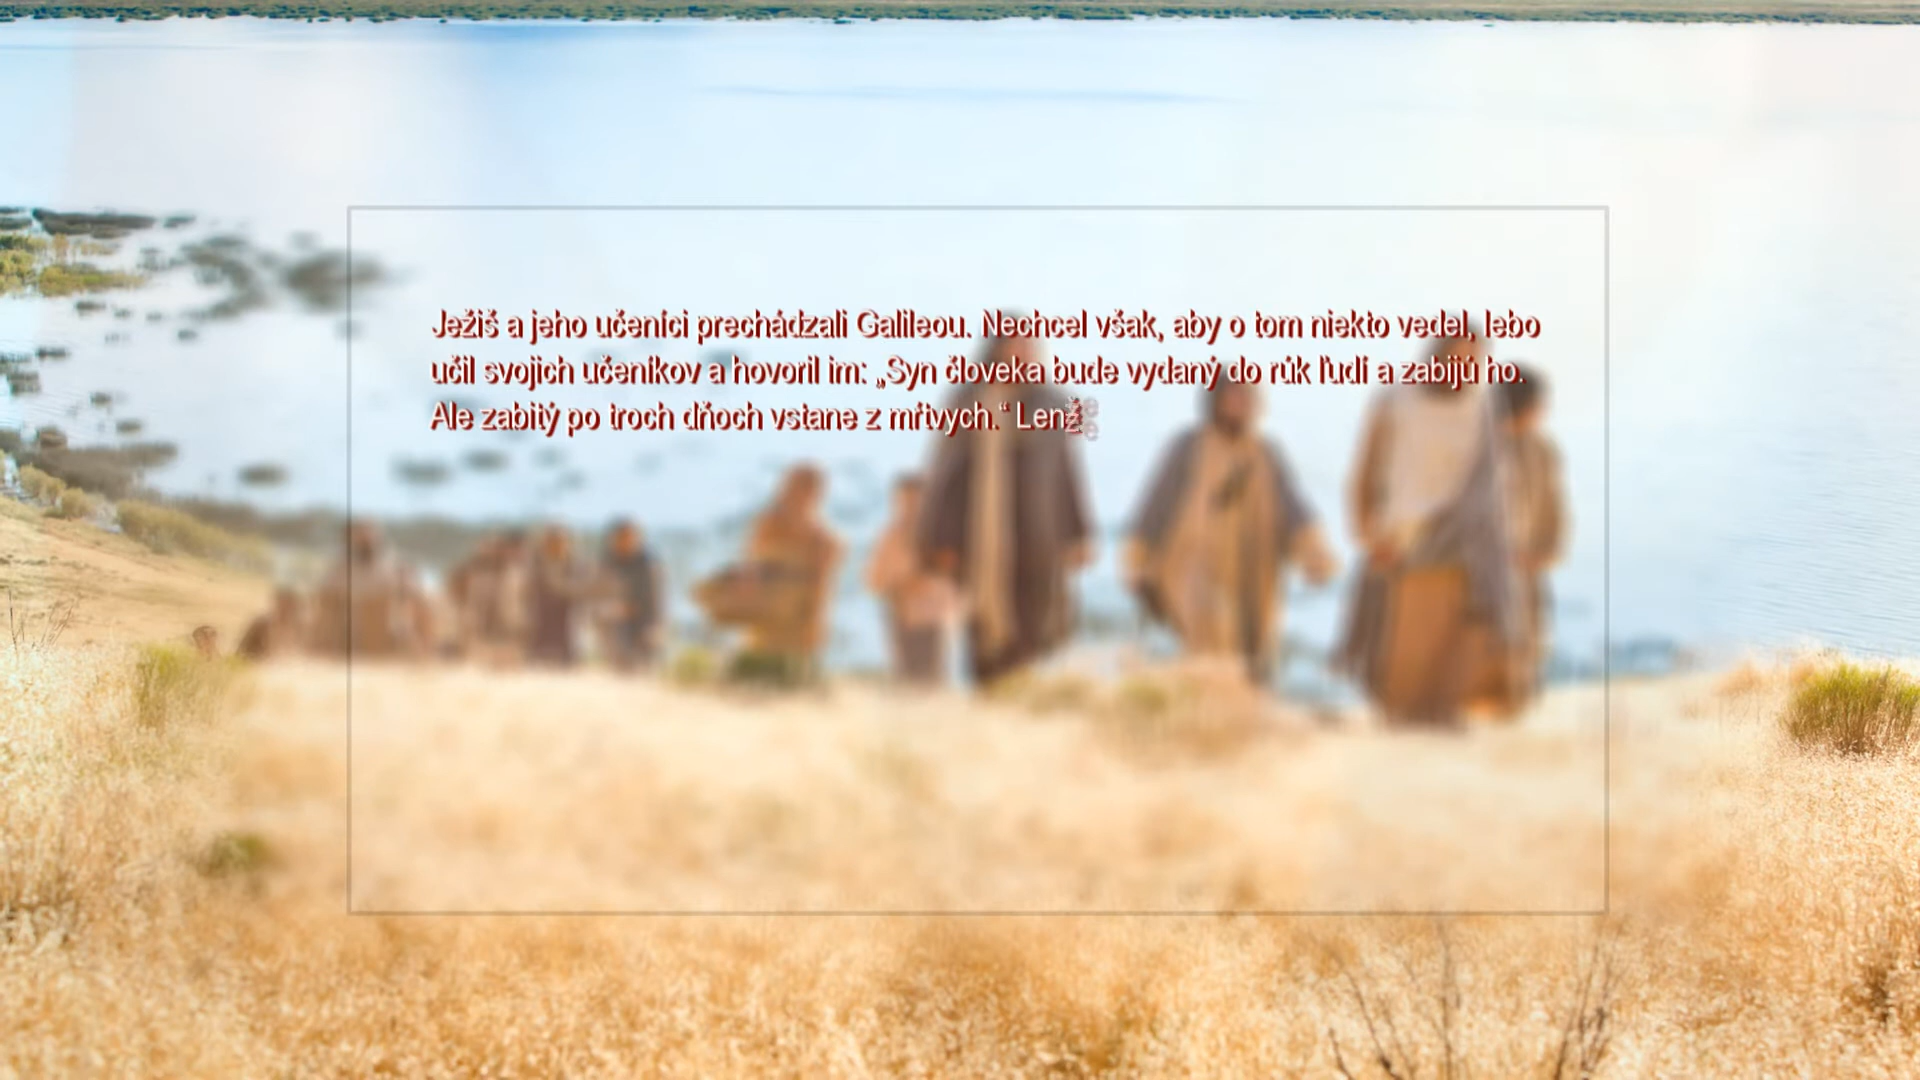 Ježiš a jeho učeníci prechádzali Galileou. Nechcel však, aby o tom niekto vedel, lebo
učil svojich učeníkov a hovoril im: „Syn človeka bude vydaný do rúk ľudí a zabijú ho.
Ale zabitý po troch dňoch vstane z mŕtvych.“